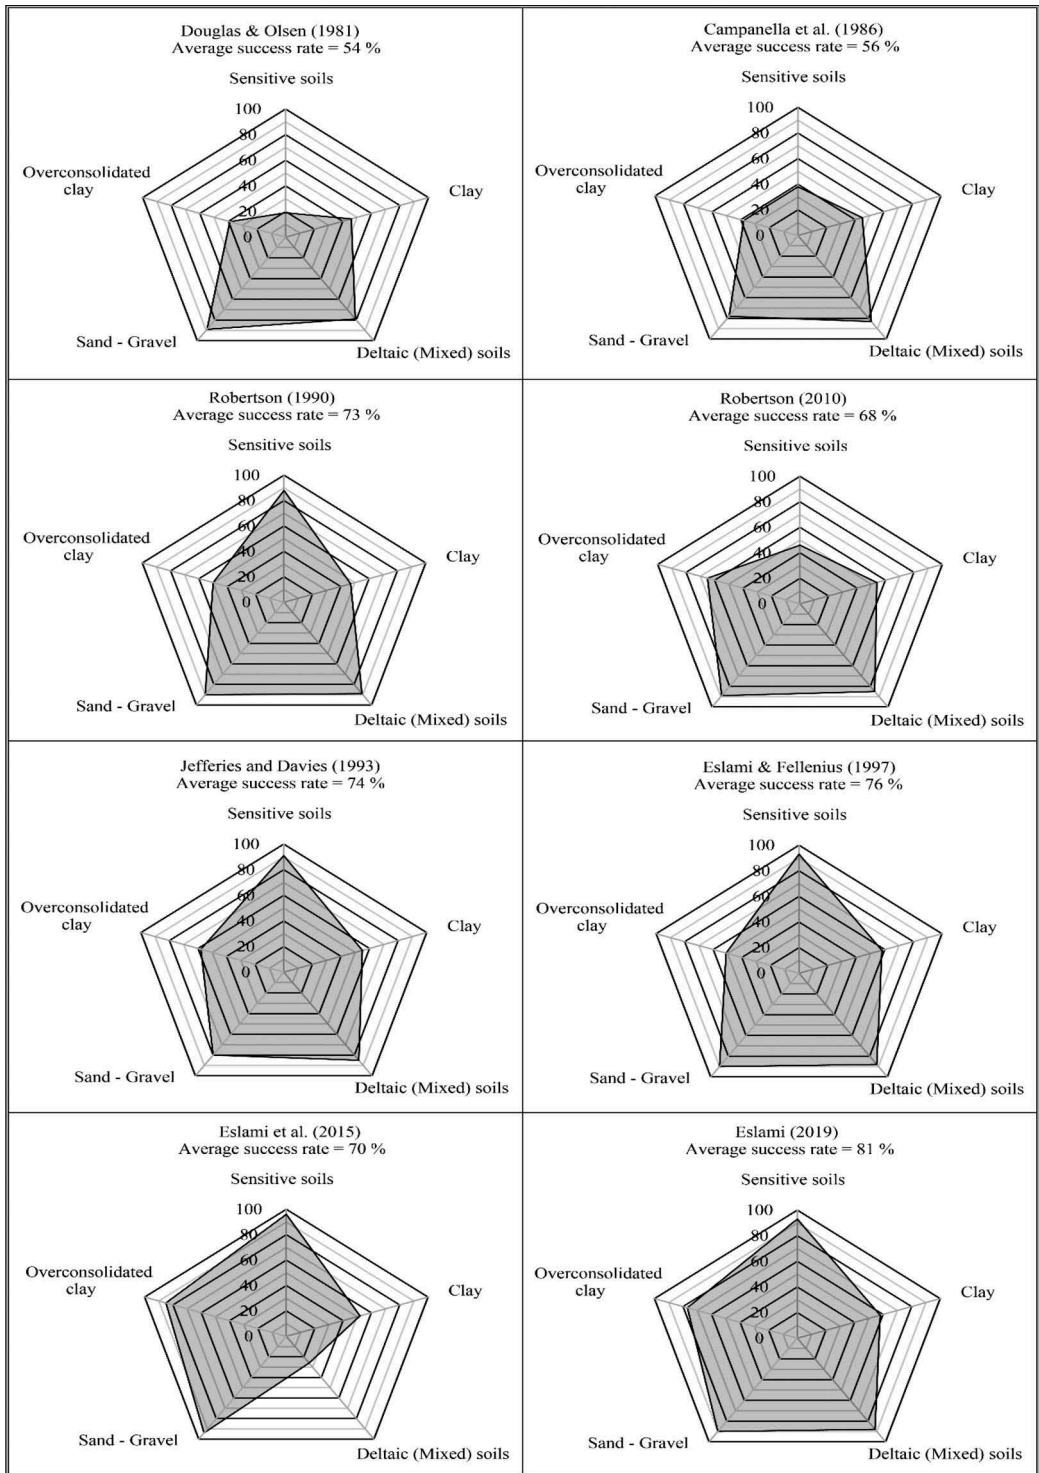 Douglas & Olsen (1981)
Average success rate = 54 %
Sensitive soils
100
80
60
40
20
0
Overconsolidated
clay
Clay
Sand - Gravel
Deltaic (Mixed) soils
Campanella et al. (1986)
Average success rate = 56 %
Sensitive soils
100
80
60
40
20
0
Overconsolidated
clay
Clay
Sand - Gravel
Deltaic (Mixed) soils
Robertson (1990)
Average success rate = 73 %
Sensitive soils
100
80
60
40
20
0
Overconsolidated
clay
Clay
Sand - Gravel
Deltaic (Mixed) soils
Robertson (2010)
Average success rate = 68 %
Sensitive soils
100
80
60
40
20
0
Overconsolidated
clay
Clay
Sand - Gravel
Deltaic (Mixed) soils
Jefferies and Davies (1993)
Average success rate = 74 %
Sensitive soils
100
80
60
40
20
0
Overconsolidated
clay
Clay
Sand - Gravel
Deltaic (Mixed) soils
Eslami & Fellenius (1997)
Average success rate = 76 %
Sensitive soils
100
80
60
40
20
0
Overconsolidated
clay
Clay
Sand - Gravel
Deltaic (Mixed) soils
Eslami et al. (2015)
Average success rate = 70 %
Sensitive soils
100
80
60
40
20
0
Overconsolidated
clay
Clay
Sand - Gravel
Deltaic (Mixed) soils
Eslami (2019)
Average success rate = 81 %
Sensitive soils
100
80
60
40
20
0
Overconsolidated
clay
Clay
Sand - Gravel
Deltaic (Mixed) soils